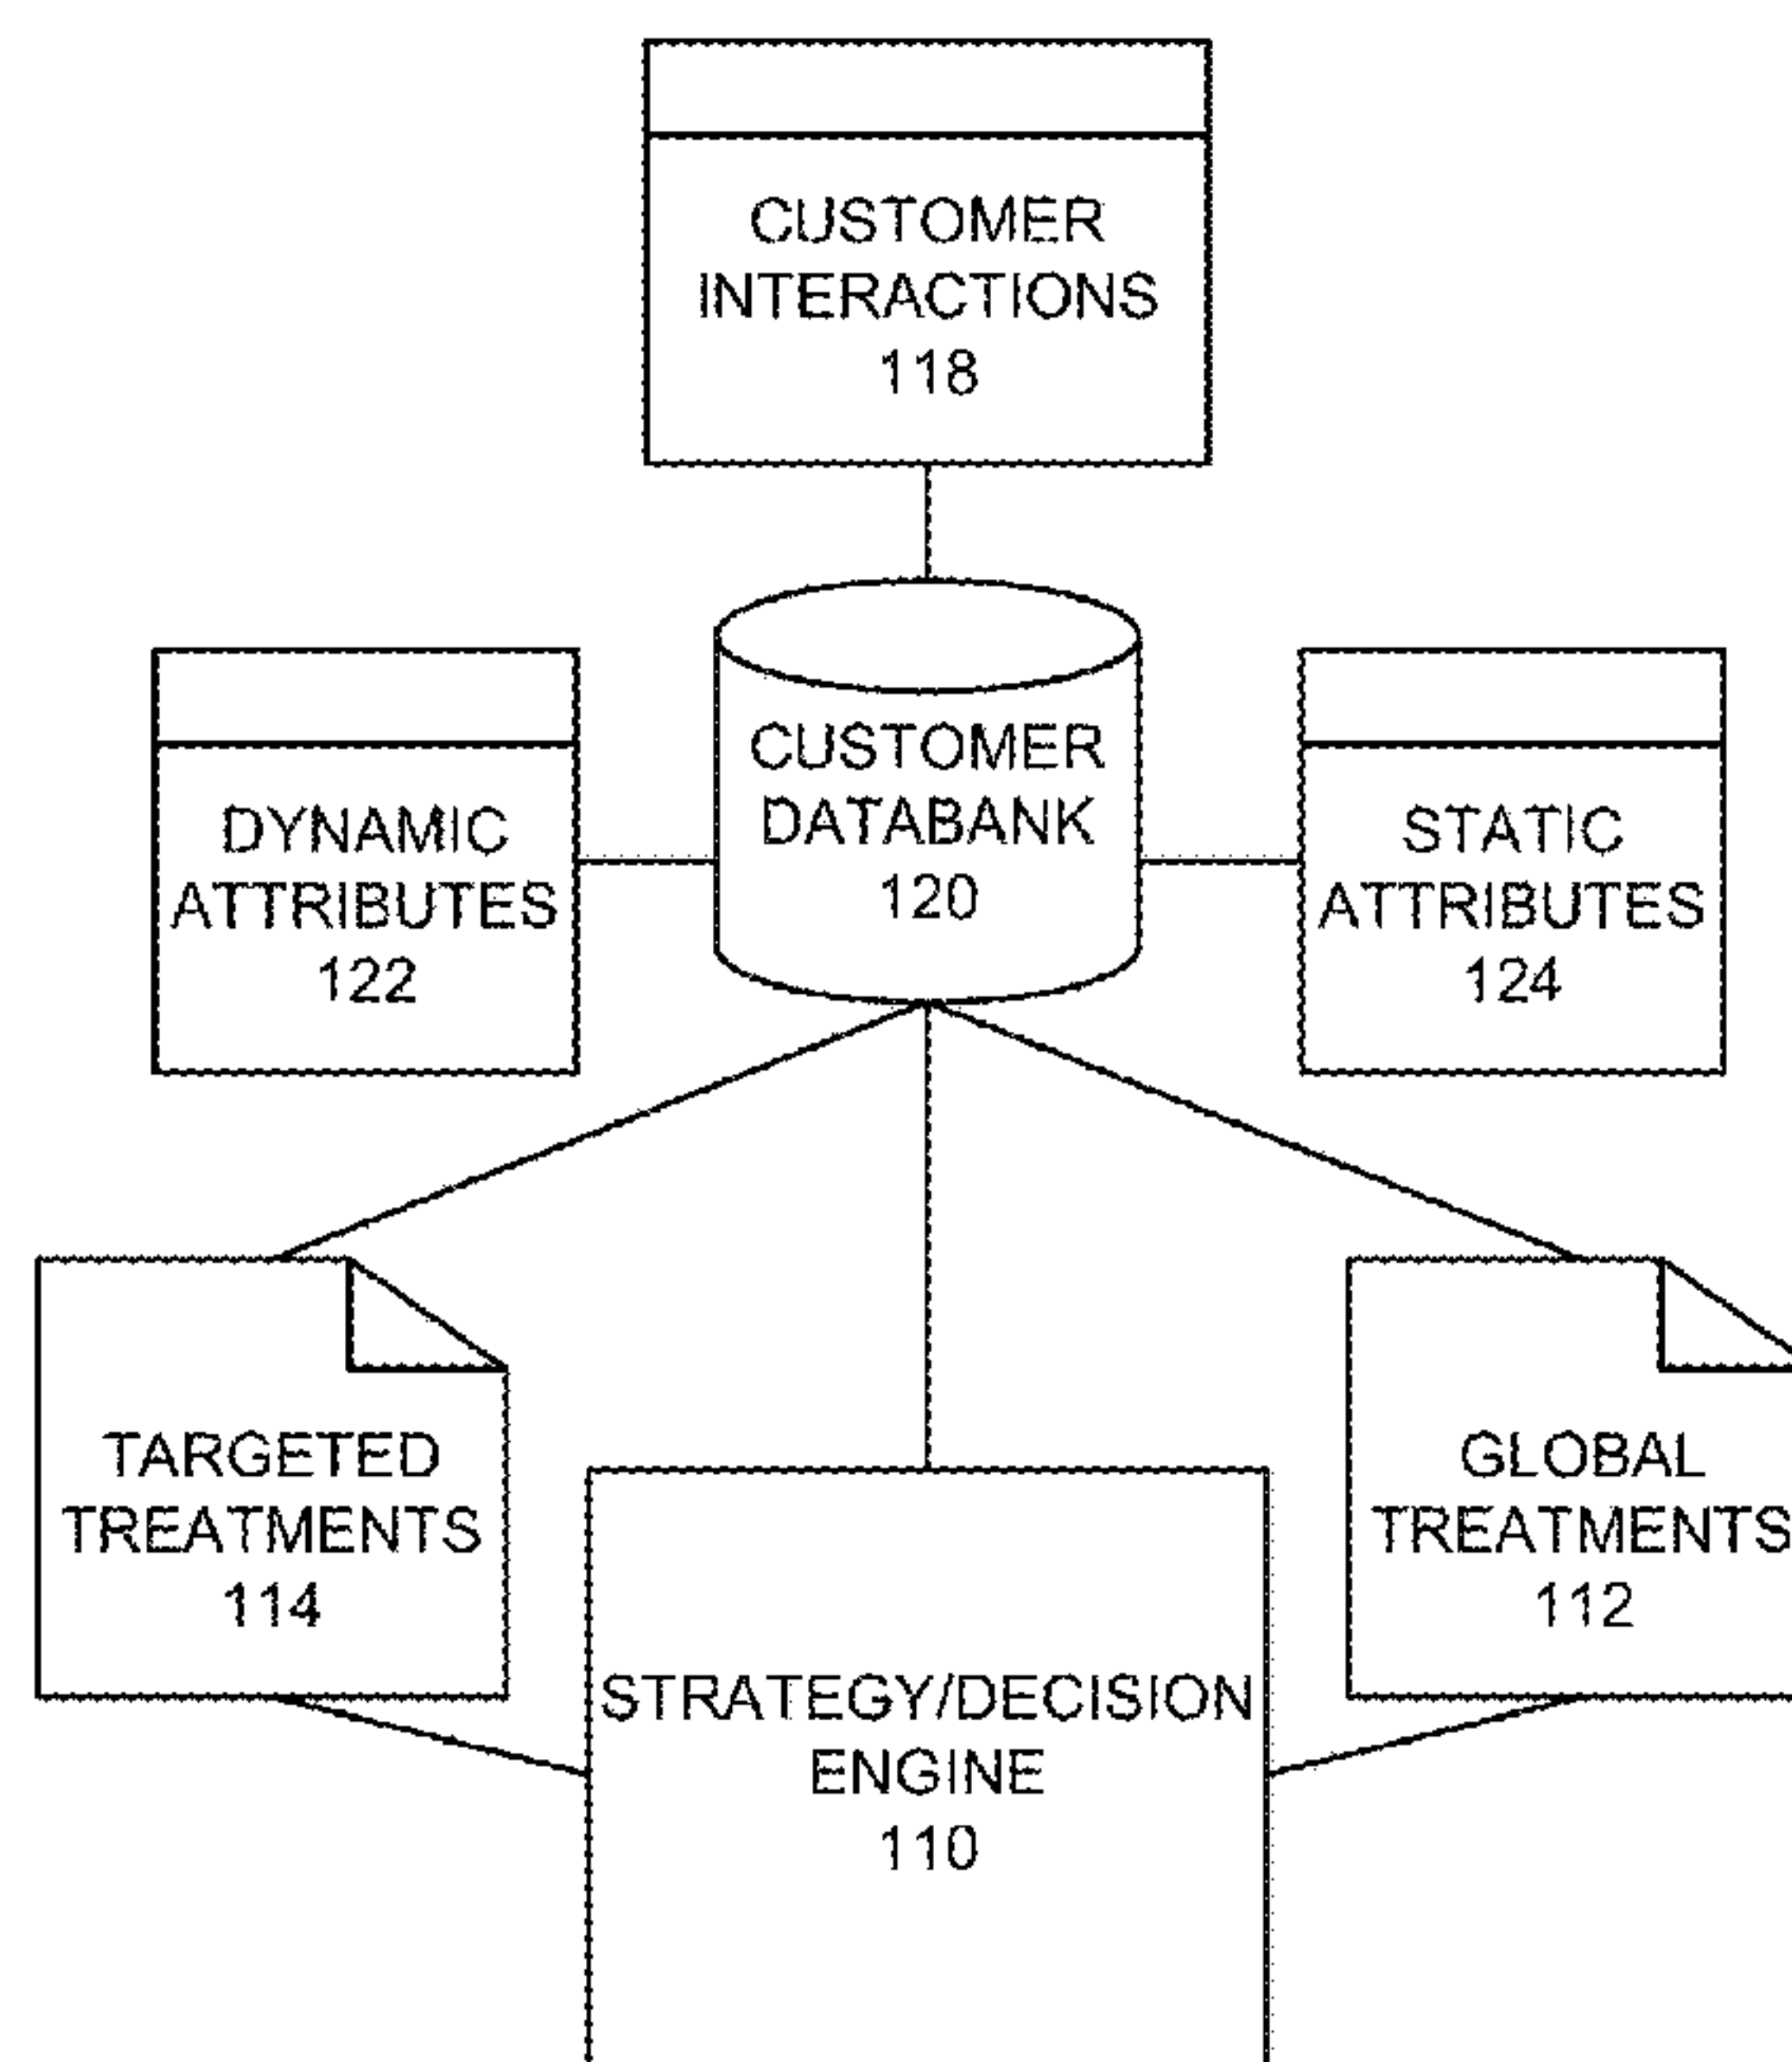 CUSTOMER
INTERACTIONS
118
CUSTOMER
DATABANK
120
DYNAMIC
ATTRIBUTES
122
STATIC
ATTRIBUTES
124
TARGETED
TREATMENTS
114
GLOBAL
TREATMENTS
112
STRATEGY/DECISION
ENGINE
110